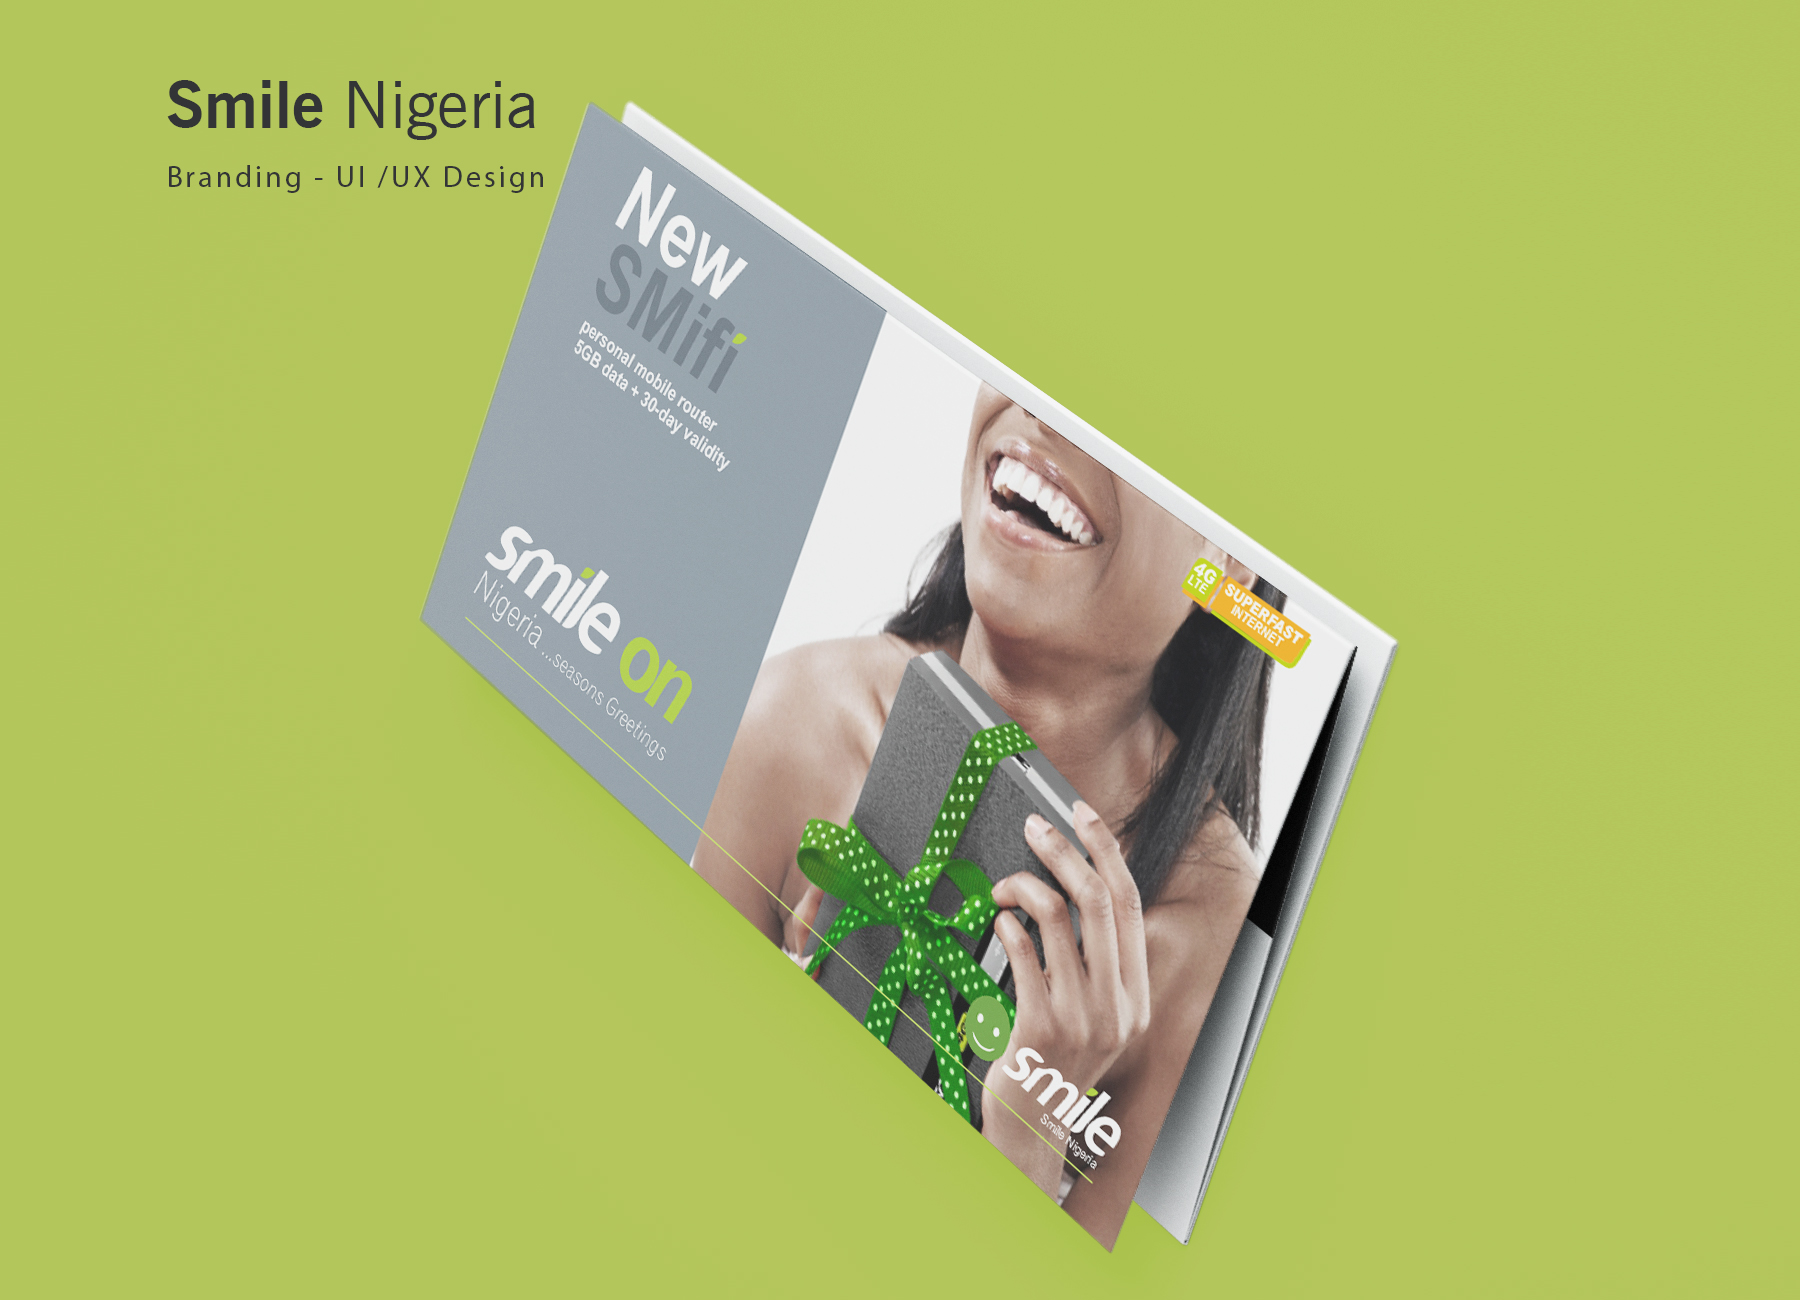 Smile Nigeria
Branding - UI /UX Design
New
SMifi
personal mobile router
5GB data + 30-day validity
smile on
Nigeria ...seasons Greetings
4G
LTE
SUPERFAST
INTERNET
smile
Smile Nigeria